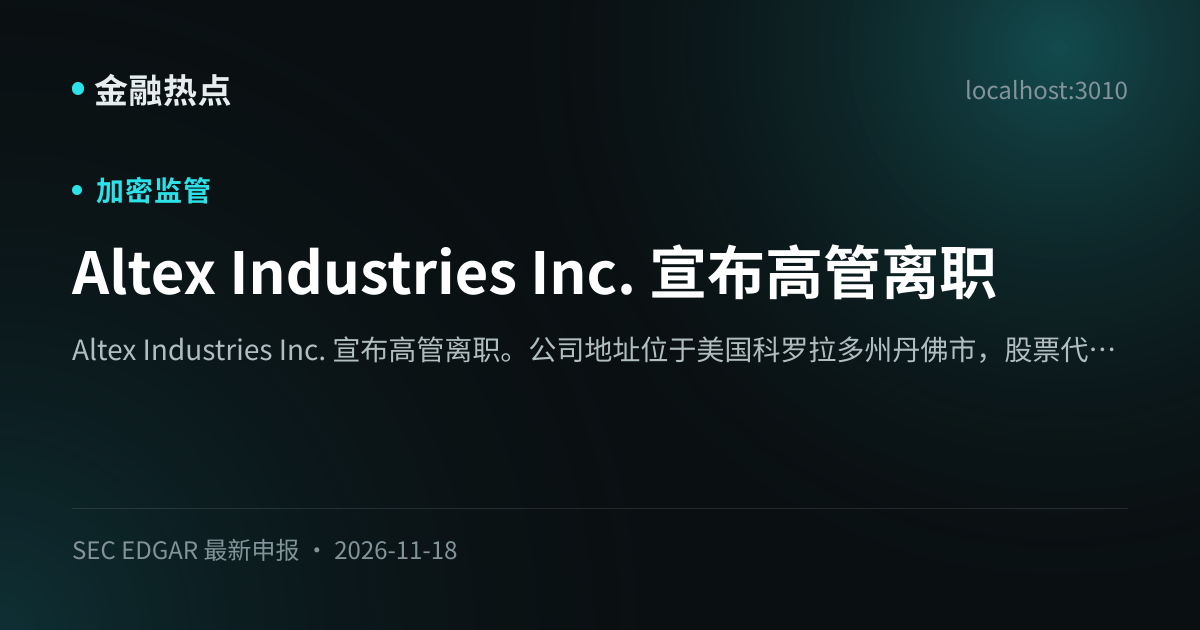 金融热点
localhost:3010
加密监管
Altex Industries Inc. 宣布高管离职
Altex Industries Inc. 宣布高管离职。公司地址位于美国科罗拉多州丹佛市，股票代…
SEC EDGAR 最新申报 · 2026-11-18